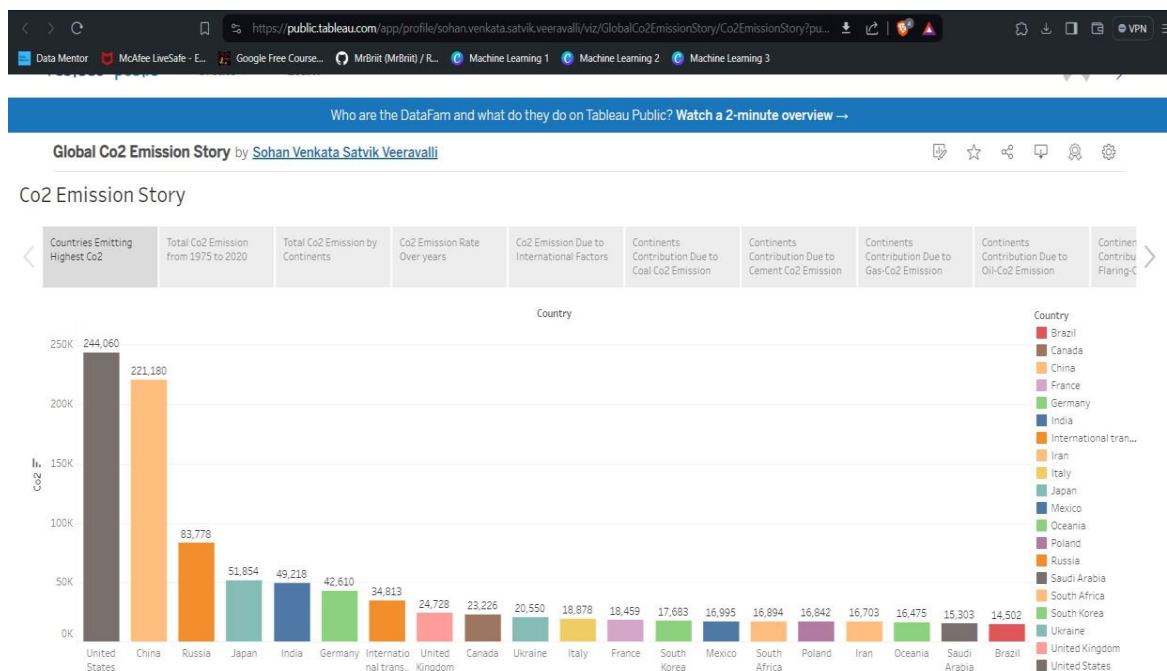 https://public.tableau.com/app/profile/sohan.venkata.satvik.veeravalli/viz/GlobalCo2EmissionStory/Co2EmissionStory?pu...
VPN
Data Mentor McAfee LiveSafe - E... Google Free Course... MrBriit (MrBriit) / R... Machine Learning 1 Machine Learning 2 Machine Learning 3
Who are the DataFam and what do they do on Tableau Public? Watch a 2-minute overview →
Global Co2 Emission Story by Sohan Venkata Satvik Veeravalli
Co2 Emission Story
Countries Emitting
Highest Co2
Total Co2 Emission
from 1975 to 2020
Total Co2 Emission by
Continents
Co2 Emission Rate
Over years
Co2 Emission Due to
International Factors
Continents
Contribution Due to
Coal Co2 Emission
Continents
Contribution Due to
Cement Co2 Emission
Continents
Contribution Due to
Gas-Co2 Emission
Continents
Contribution Due to
Oil-Co2 Emission
Continen
Contribu
Flaring-C
Country
Co2
250K
200K
150K
100K
50K
0K
244,060
221,180
83,778
51,854
49,218
42,610
34,813
24,728
23,226
20,550
18,878
18,459
17,683
16,995
16,894
16,842
16,703
16,475
15,303
14,502
United
States
China
Russia
Japan
India
Germany
Internatio
nal trans..
United
Kingdom
Canada
Ukraine
Italy
France
South
Korea
Mexico
South
Africa
Poland
Iran
Oceania
Saudi
Arabia
Brazil
Country
Brazil
Canada
China
France
Germany
India
International tran...
Iran
Italy
Japan
Mexico
Oceania
Poland
Russia
Saudi Arabia
South Africa
South Korea
Ukraine
United Kingdom
United States